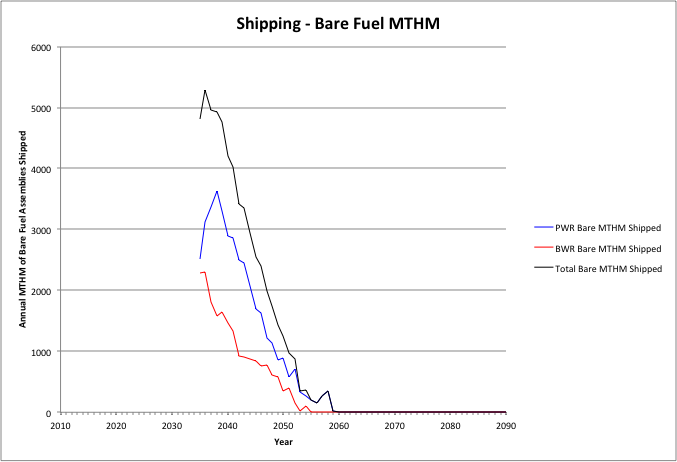 Shipping - Bare Fuel MTHM
Annual MTHM of Bare Fuel Assemblies Shipped
6000
5000
4000
3000
2000
1000
0
2010 2020 2030 2040 2050 2060 2070 2080 2090
Year
PWR Bare MTHM Shipped
BWR Bare MTHM Shipped
Total Bare MTHM Shipped